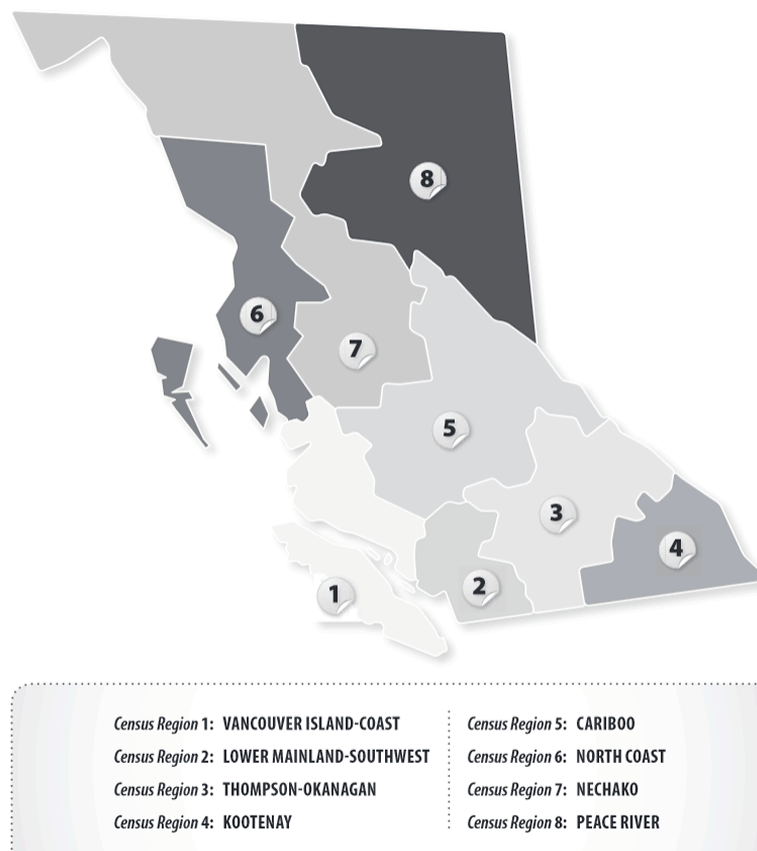 8
6
7
5
3
4
2
1
Census Region 1: VANCOUVER ISLAND-COAST
Census Region 2: LOWER MAINLAND-SOUTHWEST
Census Region 3: THOMPSON-OKANAGAN
Census Region 4: KOOTENAY
Census Region 5: CARIBOO
Census Region 6: NORTH COAST
Census Region 7: NECHAKO
Census Region 8: PEACE RIVER